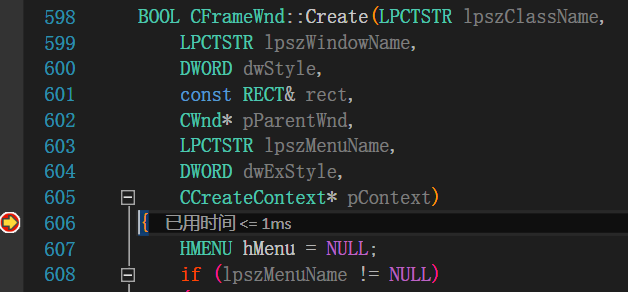 598 BOOL CFrameWnd::Create(LPCTSTR lpszClassName,
599 LPCTSTR lpszWindowName,
600 DWORD dwStyle,
601 const RECT& rect,
602 CWnd* pParentWnd,
603 LPCTSTR lpszMenuName,
604 DWORD dwExStyle,
605 CCreateContext* pContext)
606 { 已用时间 <= 1ms
607 HMENU hMenu = NULL;
608 if (lpszMenuName != NULL)